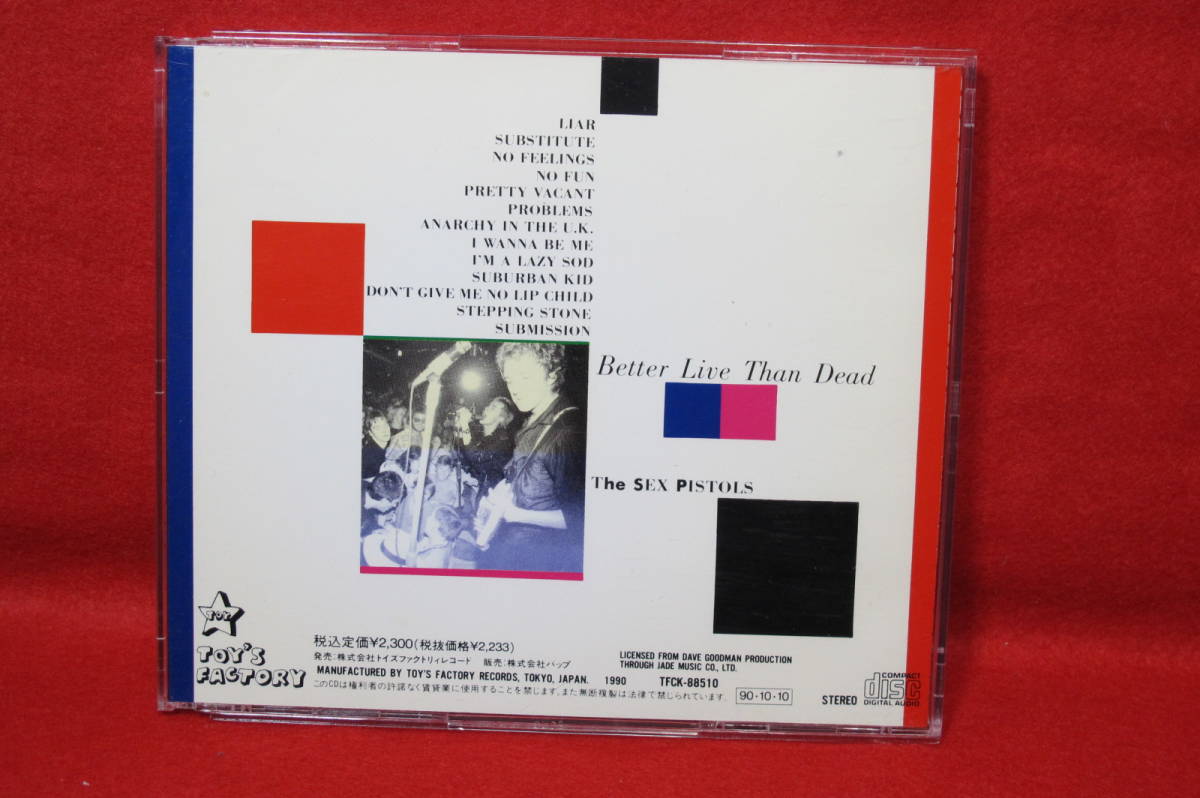 LIAR
SUBSTITUTE
NO FEELINGS
NO FUN
PRETTY VACANT
PROBLEMS
ANARCHY IN THE U.K.
I WANNA BE ME
I'M A LAZY SOD
SUBURBAN KID
DON'T GIVE ME NO LIP CHILD
STEPPING STONE
SUBMISSION
Better Live Than Dead
The SEX PISTOLS
TOY
TOY'S
FACTORY
税込定価¥2,300(税抜価格¥2,233)
発売:株式会社トイズファクトリィレコード 販売:株式会社バップ
MANUFACTURED BY TOY'S FACTORY RECORDS, TOKYO, JAPAN. 1990 TFCK-88510
このCDは権利者の許諾なく賃貸業に使用することを禁じます。また無断複製は法律で禁じられています。
90・10・10
LICENSED FROM DAVE GOODMAN PRODUCTION
THROUGH JADE MUSIC CO., LTD.
STEREO
COMPACT
disc
DIGITAL AUDIO